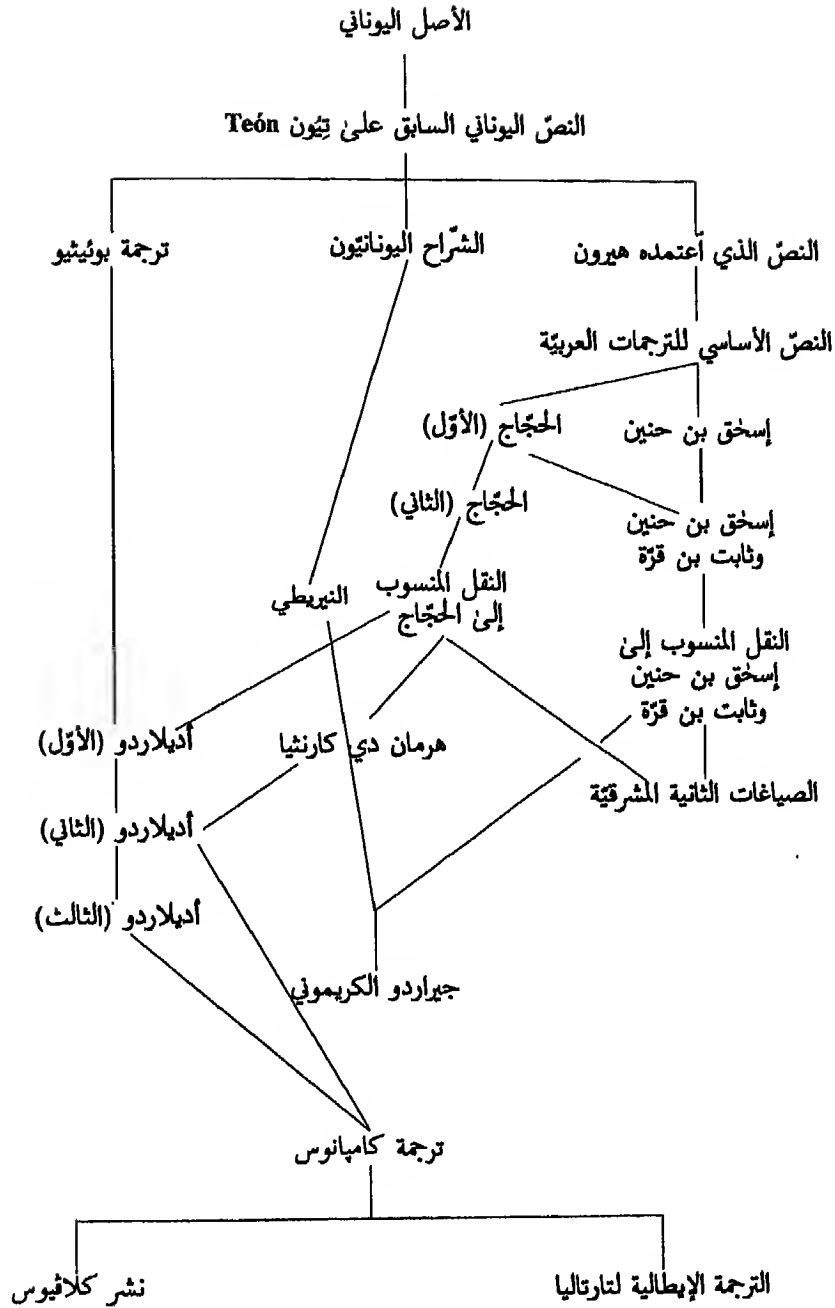 الأصل اليوناني
النصّ اليوناني السابق علىٰ تِيُون Teón
النصّ الذي اَعتمده هيرون
الشرّاح اليونانيّون
ترجمة بوئيثيو
النصّ الأساسي للترجمات العربيّة
إسحٰق بن حنين
الحجّاج (الأوّل)
الحجّاج (الثاني)
إسحٰق بن حنين
وثابت بن قرّة
النقل المنسوب
إلىٰ الحجّاج
النيريطي
النقل المنسوب إلىٰ
إسحٰق بن حنين
وثابت بن قرّة
هرمان دي كارنثيا
أديلاردو (الأوّل)
الصياغات الثانية المشرقيّة
أديلاردو (الثاني)
أديلاردو (الثالث)
جيراردو الكريموني
ترجمة كامپانوس
الترجمة الإيطالية لتارتاليا
نشر كلاڤيوس